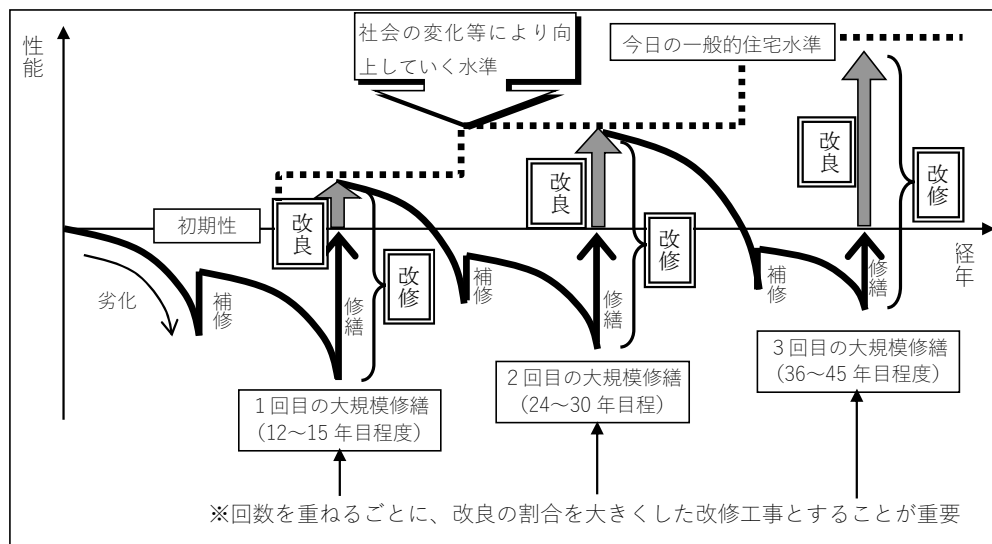 性能
社会の変化等により向
上していく水準
今日の一般的住宅水準
初期性
劣化
補修
改良
修繕
改修
補修
改良
修繕
改修
補修
改良
修繕
改修
経年
1回目の大規模修繕
(12～15 年目程度)
2回目の大規模修繕
(24～30 年目程)
3回目の大規模修繕
(36～45 年目程度)
※回数を重ねるごとに、改良の割合を大きくした改修工事とすることが重要